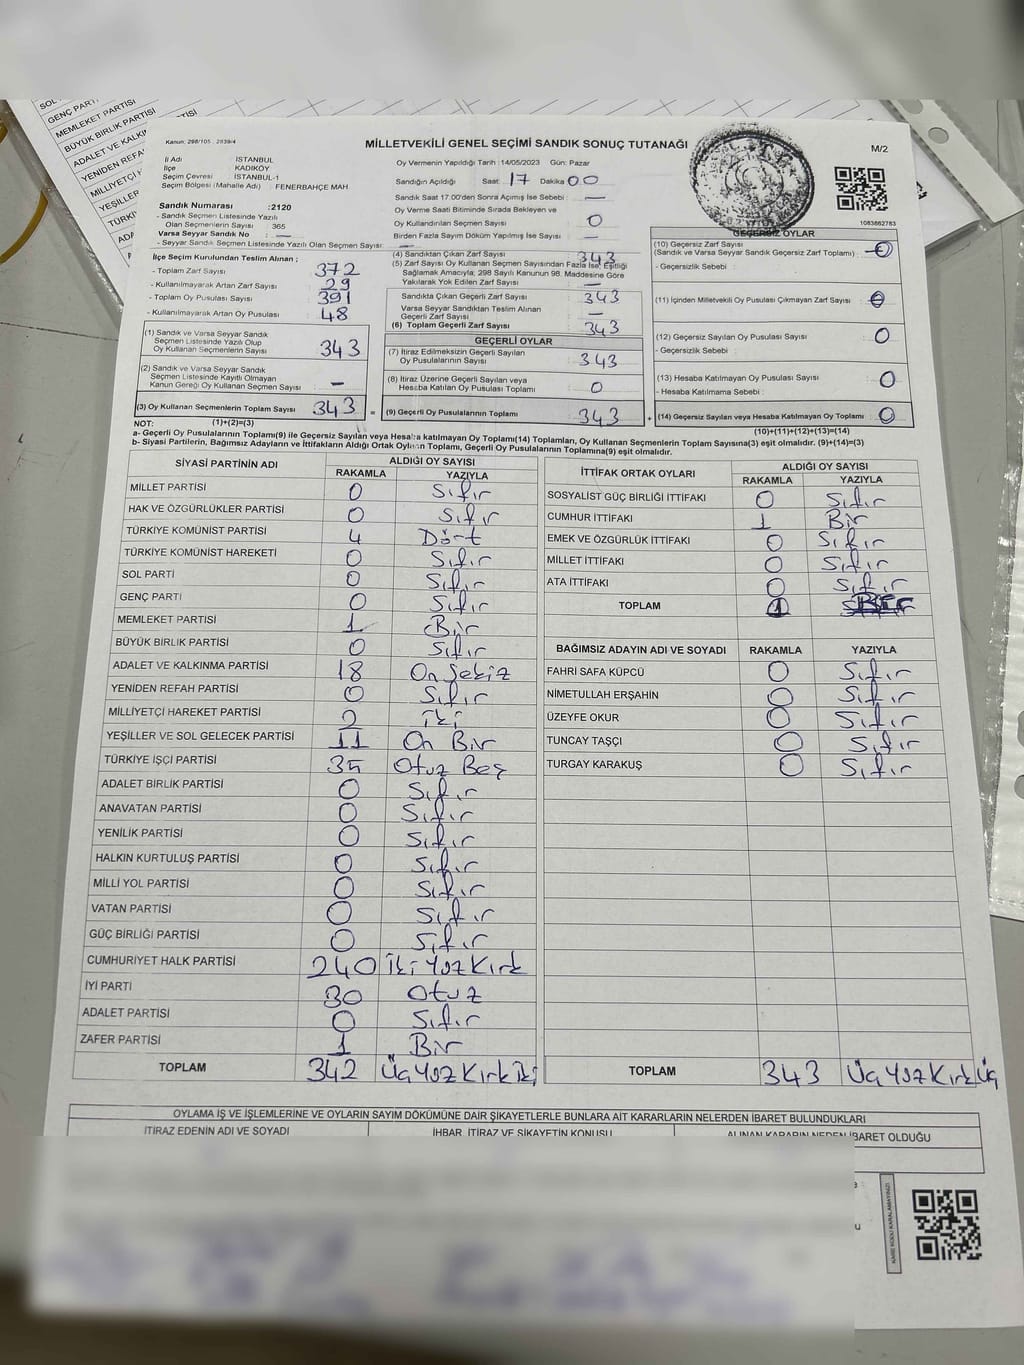 SOL PARTİ
GENÇ PARTİ
MEMLEKET PARTİSİ
BÜYÜK BİRLİK PARTİSİ
ADALET VE KALKI
YENİDEN REFA
MİLLİYETÇİ H
YEŞİLLER
TÜRKİ
ADA
Kanun: 298/105 : 2839/4
MİLLETVEKİLİ GENEL SEÇİMİ SANDIK SONUÇ TUTANAĞI
M/2
İl Adı : İSTANBUL
İlçe Adı : KADIKÖY
Seçim Çevresi : İSTANBUL-1
Seçim Bölgesi (Mahalle Adı) : FENERBAHÇE MAH.
Oy Vermenin Yapıldığı Tarih : 14/05/2023 Gün: Pazar
Sandığın Açıldığı Saat : 17 Dakika 00
Sandık Saat 17.00'den Sonra Açılmış İse Sebebi : —
Oy Verme Saati Bitiminde Sırada Bekleyen ve
Oy Kullandırılan Seçmen Sayısı : 0
Birden Fazla Sayım Döküm Yapılmış İse Sayısı : —
Sandık Numarası : 2120
- Sandık Seçmen Listesinde Yazılı
Olan Seçmenlerin Sayısı : 365
Varsa Seyyar Sandık No : —
- Seyyar Sandık Seçmen Listesinde Yazılı Olan Seçmen Sayısı: —
1083862783
İlçe Seçim Kurulundan Teslim Alınan ;
- Toplam Zarf Sayısı : 372
- Kullanılmayarak Artan Zarf Sayısı : 29
- Toplam Oy Pusulası Sayısı : 391
- Kullanılmayarak Artan Oy Pusulası : 48
(1) Sandık ve Varsa Seyyar Sandık
Seçmen Listesinde Yazılı Olup
Oy Kullanan Seçmenlerin Sayısı : 343
(2) Sandık ve Varsa Seyyar Sandık
Seçmen Listesinde Kayıtlı Olmayan
Kanun Gereği Oy Kullanan Seçmen Sayısı : —
(3) Oy Kullanan Seçmenlerin Toplam Sayısı : 343
(1)+(2)=(3)
(4) Sandıktan Çıkan Zarf Sayısı : 343
(5) Zarf Sayısı Oy Kullanan Seçmen Sayısından Fazla İse, Eşitliği
Sağlamak Amacıyla; 298 Sayılı Kanunun 98. Maddesine Göre
Yakılarak Yok Edilen Zarf Sayısı : —
Sandıkta Çıkan Geçerli Zarf Sayısı : 343
Varsa Seyyar Sandıktan Teslim Alınan
Geçerli Zarf Sayısı : —
(6) Toplam Geçerli Zarf Sayısı : 343
GEÇERLİ OYLAR
(7) İtiraz Edilmeksizin Geçerli Sayılan
Oy Pusulalarının Sayısı : 343
(8) İtiraz Üzerine Geçerli Sayılan veya
Hesaba Katılan Oy Pusulası Toplamı : 0
= (9) Geçerli Oy Pusulalarının Toplamı : 343
GEÇERSİZ OYLAR
(10) Geçersiz Zarf Sayısı
(Sandık ve Varsa Seyyar Sandık Geçersiz Zarf Toplamı) : 0
- Geçersizlik Sebebi :
(11) İçinden Milletvekili Oy Pusulası Çıkmayan Zarf Sayısı : 0
(12) Geçersiz Sayılan Oy Pusulası Sayısı : 0
- Geçersizlik Sebebi :
(13) Hesaba Katılmayan Oy Pusulası Sayısı : 0
- Hesaba Katılmama Sebebi :
+ (14) Geçersiz Sayılan veya Hesaba Katılmayan Oy Toplamı : 0
(10)+(11)+(12)+(13)=(14)
NOT:
a- Geçerli Oy Pusulalarının Toplamı(9) ile Geçersiz Sayılan veya Hesaba katılmayan Oy Toplamı(14) Toplamları, Oy Kullanan Seçmenlerin Toplam Sayısına(3) eşit olmalıdır. (9)+(14)=(3)
b- Siyasi Partilerin, Bağımsız Adayların ve İttifakların Aldığı Ortak Oyların Toplamı, Geçerli Oy Pusulalarının Toplamına(9) eşit olmalıdır.
SİYASİ PARTİNİN ADI ALDIĞI OY SAYISI
RAKAMLA YAZIYLA
MİLLET PARTİSİ 0 Sıfır
HAK VE ÖZGÜRLÜKLER PARTİSİ 0 Sıfır
TÜRKİYE KOMÜNİST PARTİSİ 4 Dört
TÜRKİYE KOMÜNİST HAREKETİ 0 Sıfır
SOL PARTİ 0 Sıfır
GENÇ PARTİ 0 Sıfır
MEMLEKET PARTİSİ 1 Bir
BÜYÜK BİRLİK PARTİSİ 0 Sıfır
ADALET VE KALKINMA PARTİSİ 18 On Sekiz
YENİDEN REFAH PARTİSİ 0 Sıfır
MİLLİYETÇİ HAREKET PARTİSİ 2 iki
YEŞİLLER VE SOL GELECEK PARTİSİ 11 On Bir
TÜRKİYE İŞÇİ PARTİSİ 35 Otuz Beş
ADALET BİRLİK PARTİSİ 0 Sıfır
ANAVATAN PARTİSİ 0 Sıfır
YENİLİK PARTİSİ 0 Sıfır
HALKIN KURTULUŞ PARTİSİ 0 Sıfır
MİLLİ YOL PARTİSİ 0 Sıfır
VATAN PARTİSİ 0 Sıfır
GÜÇ BİRLİĞİ PARTİSİ 0 Sıfır
CUMHURİYET HALK PARTİSİ 240 İki Yüz Kırk
İYİ PARTİ 30 Otuz
ADALET PARTİSİ 0 Sıfır
ZAFER PARTİSİ 1 Bir
TOPLAM 342 Üç Yüz Kırk iki
İTTİFAK ORTAK OYLARI ALDIĞI OY SAYISI
RAKAMLA YAZIYLA
SOSYALİST GÜÇ BİRLİĞİ İTTİFAKI 0 Sıfır
CUMHUR İTTİFAKI 1 Bir
EMEK VE ÖZGÜRLÜK İTTİFAKI 0 Sıfır
MİLLET İTTİFAKI 0 Sıfır
ATA İTTİFAKI 0 Sıfır
TOPLAM 1 BİR
BAĞIMSIZ ADAYIN ADI VE SOYADI RAKAMLA YAZIYLA
FAHRİ SAFA KÜPCÜ 0 Sıfır
NİMETULLAH ERŞAHİN 0 Sıfır
ÜZEYFE OKUR 0 Sıfır
TUNCAY TAŞÇI 0 Sıfır
TURGAY KARAKUŞ 0 Sıfır
TOPLAM 343 Üç Yüz Kırk Üç
OYLAMA İŞ VE İŞLEMLERİNE VE OYLARIN SAYIM DÖKÜMÜNE DAİR ŞİKAYETLERLE BUNLARA AİT KARARLARIN NELERDEN İBARET BULUNDUKLARI
İTİRAZ EDENİN ADI VE SOYADI İHBAR, İTİRAZ VE ŞİKAYETİN KONUSU ALINAN KARARIN NEDEN İBARET OLDUĞU